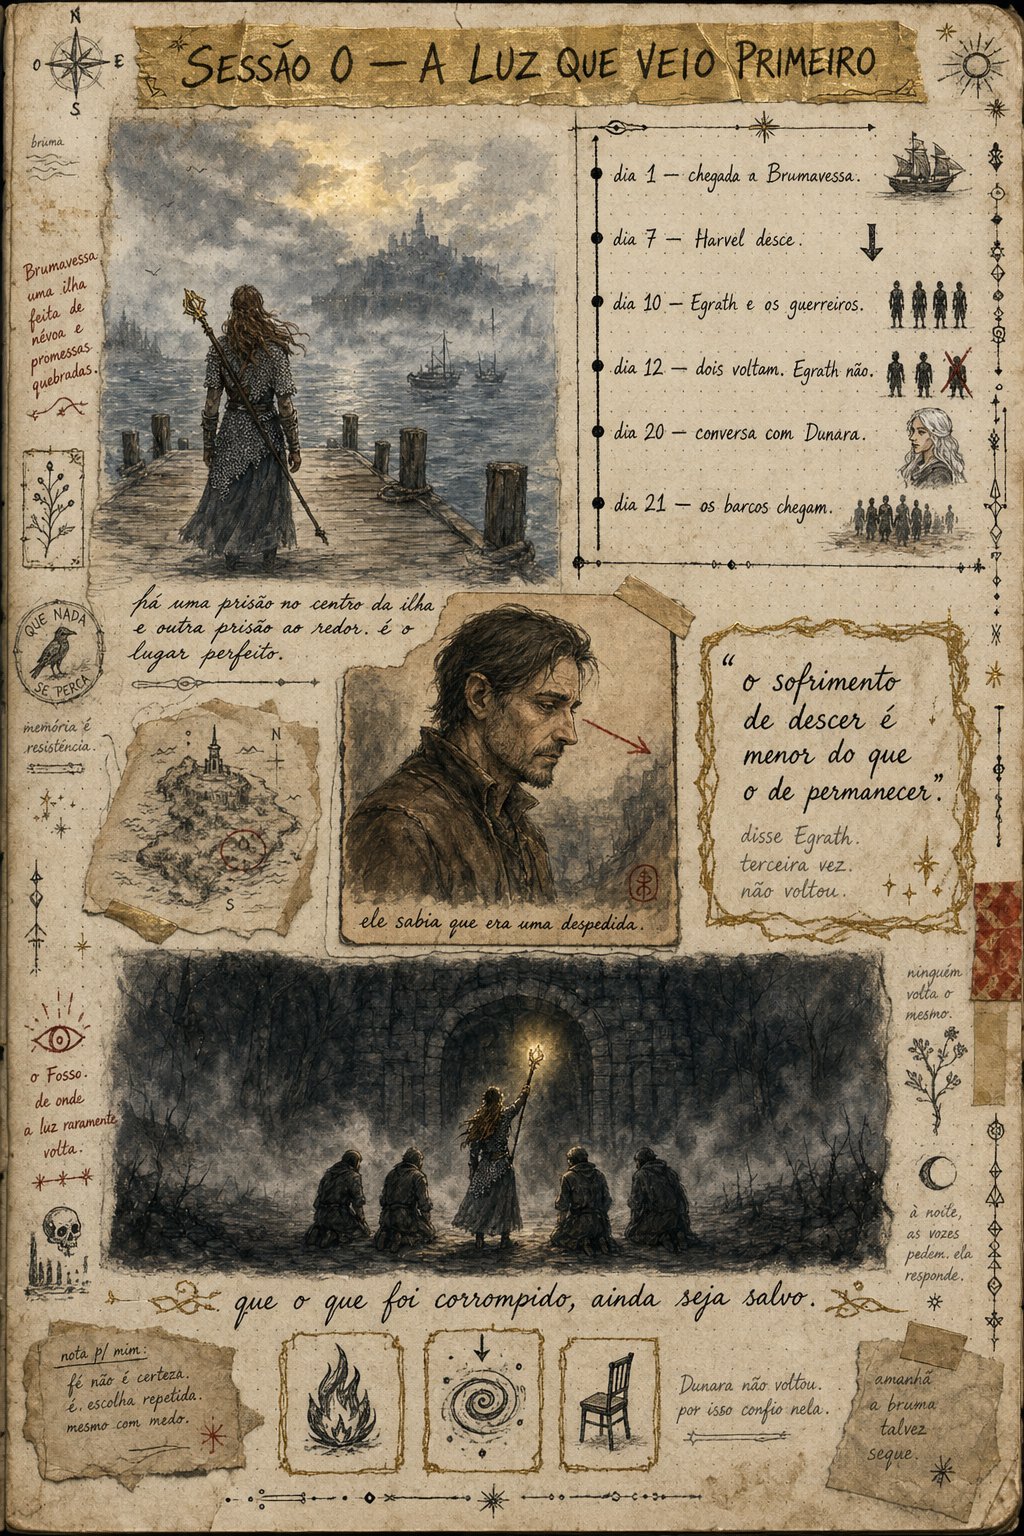 SESSÃO 0 — A LUZ QUE VEIO PRIMEIRO
N
O
E
S
bruma
Brumavessa
uma ilha
feita de
névoa e
promessas
quebradas.
dia 1 — chegada a Brumavessa.
dia 7 — Harvel desce.
dia 10 — Egrath e os guerreiros.
dia 12 — dois voltam. Egrath não.
dia 20 — conversa com Dunara.
dia 21 — os barcos chegam.
há uma prisão no centro da ilha
e outra prisão ao redor. é o
lugar perfeito.
QUE NADA
SE PERCA
memória é
resistência.
N
S
ele sabia que era uma despedida.
“o sofrimento
de descer é
menor do que
o de permanecer.”
disse Egrath.
terceira vez.
não voltou.
ninguém
volta o
mesmo.
o Fosso.
de onde
a luz raramente
volta.
à noite,
as vozes
pedem. ela
responde.
que o que foi corrompido, ainda seja salvo.
nota p/ mim:
fé não é certeza.
é escolha repetida.
mesmo com medo.
Dunara não voltou.
por isso confio nela.
amanhã
a bruma
talvez
seque.